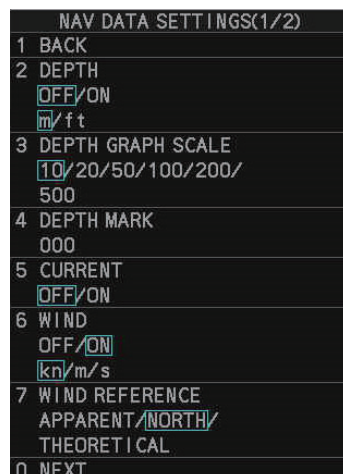 NAV DATA SETTINGS(1/2)
1 BACK
2 DEPTH
OFF/ON
m/ft
3 DEPTH GRAPH SCALE
10/20/50/100/200/
500
4 DEPTH MARK
000
5 CURRENT
OFF/ON
6 WIND
OFF/ON
kn/m/s
7 WIND REFERENCE
APPARENT/NORTH/
THEORETICAL
0 NEXT